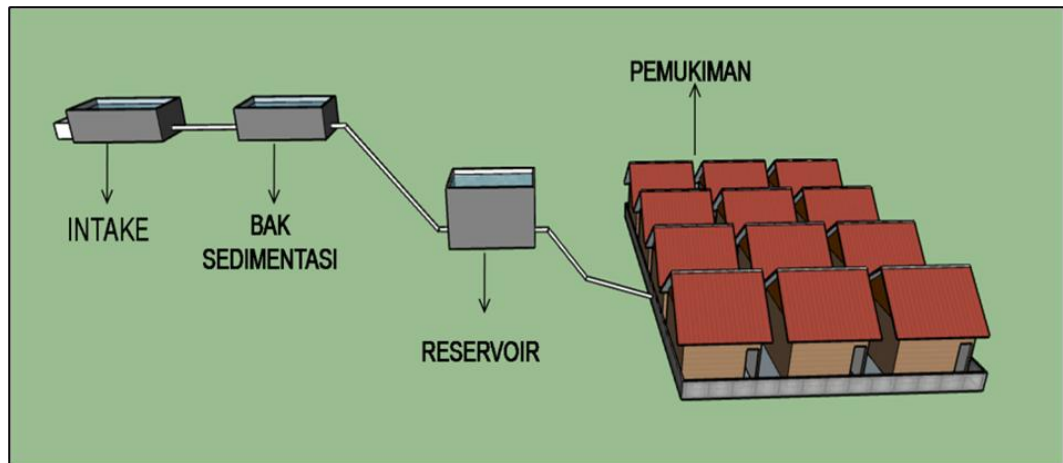 PEMUKIMAN
INTAKE
BAK
SEDIMENTASI
RESERVOIR